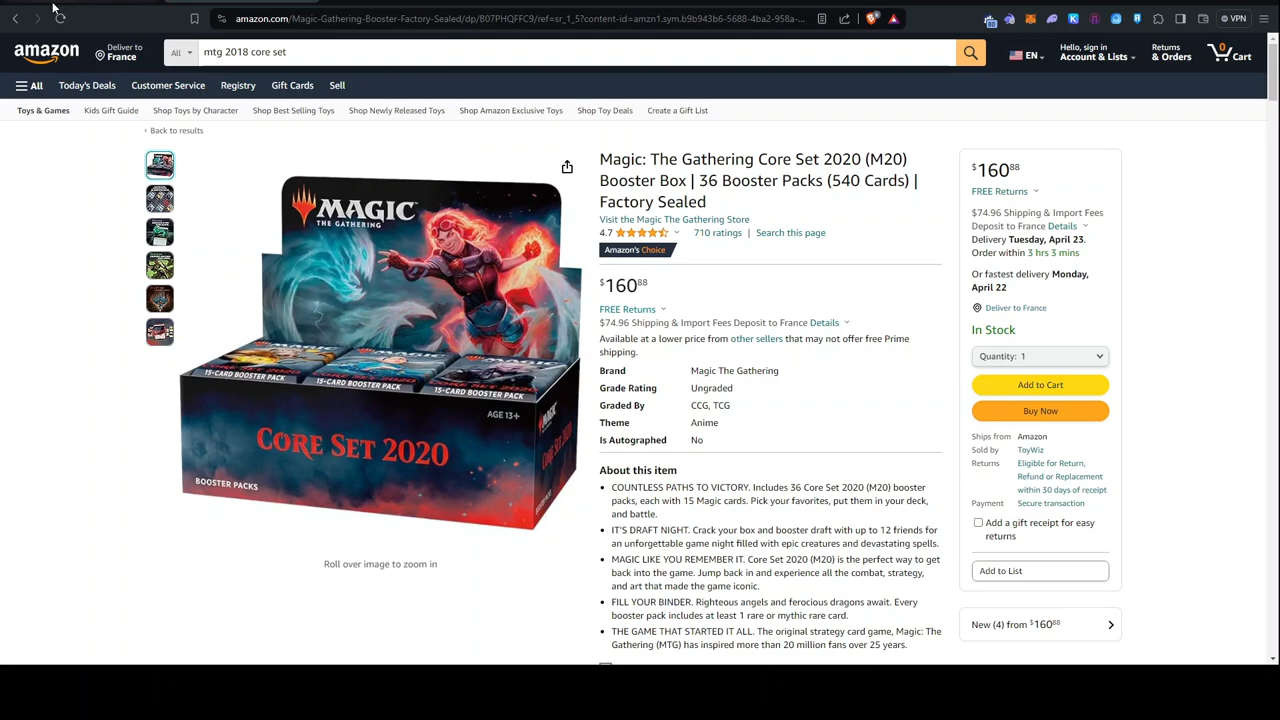 amazon.com/Magic-Gathering-Booster-Factory-Sealed/dp/B07PHQFFC9/ref=sr_1_5?content-id=amzn1.sym.b9b943b6-5688-4ba2-958a-...
VPN
amazon
Deliver to
France
All
mtg 2018 core set
EN
Hello, sign in
Account & Lists
Returns
& Orders
0
Cart
All
Today's Deals
Customer Service
Registry
Gift Cards
Sell
Toys & Games
Kids Gift Guide
Shop Toys by Character
Shop Best Selling Toys
Shop Newly Released Toys
Shop Amazon Exclusive Toys
Shop Toy Deals
Create a Gift List
‹ Back to results
MAGIC
THE GATHERING
15-CARD BOOSTER PACK
15-CARD BOOSTER PACK
15-CARD BOOSTER PACK
AGE 13+
CORE SET 2020
BOOSTER PACKS
Roll over image to zoom in
Magic: The Gathering Core Set 2020 (M20)
Booster Box | 36 Booster Packs (540 Cards) |
Factory Sealed
Visit the Magic The Gathering Store
4.7
710 ratings | Search this page
Amazon's Choice
$160.88
FREE Returns
$74.96 Shipping & Import Fees Deposit to France Details
Available at a lower price from other sellers that may not offer free Prime
shipping.
Brand Magic The Gathering
Grade Rating Ungraded
Graded By CCG, TCG
Theme Anime
Is Autographed No
About this item
• COUNTLESS PATHS TO VICTORY. Includes 36 Core Set 2020 (M20) booster
packs, each with 15 Magic cards. Pick your favorites, put them in your deck,
and battle.
• IT'S DRAFT NIGHT. Crack your box and booster draft with up to 12 friends for
an unforgettable game night filled with epic creatures and devastating spells.
• MAGIC LIKE YOU REMEMBER IT. Core Set 2020 (M20) is the perfect way to get
back into the game. Jump back in and experience all the combat, strategy,
and art that made the game iconic.
• FILL YOUR BINDER. Righteous angels and ferocious dragons await. Every
booster pack includes at least 1 rare or mythic rare card.
• THE GAME THAT STARTED IT ALL. The original strategy card game, Magic: The
Gathering (MTG) has inspired more than 20 million fans over 25 years.
$160.88
FREE Returns
$74.96 Shipping & Import Fees
Deposit to France Details
Delivery Tuesday, April 23.
Order within 3 hrs 3 mins
Or fastest delivery Monday,
April 22
Deliver to France
In Stock
Quantity: 1
Add to Cart
Buy Now
Ships from Amazon
Sold by ToyWiz
Returns Eligible for Return,
Refund or Replacement
within 30 days of receipt
Payment Secure transaction
Add a gift receipt for easy
returns
Add to List
New (4) from $160.88